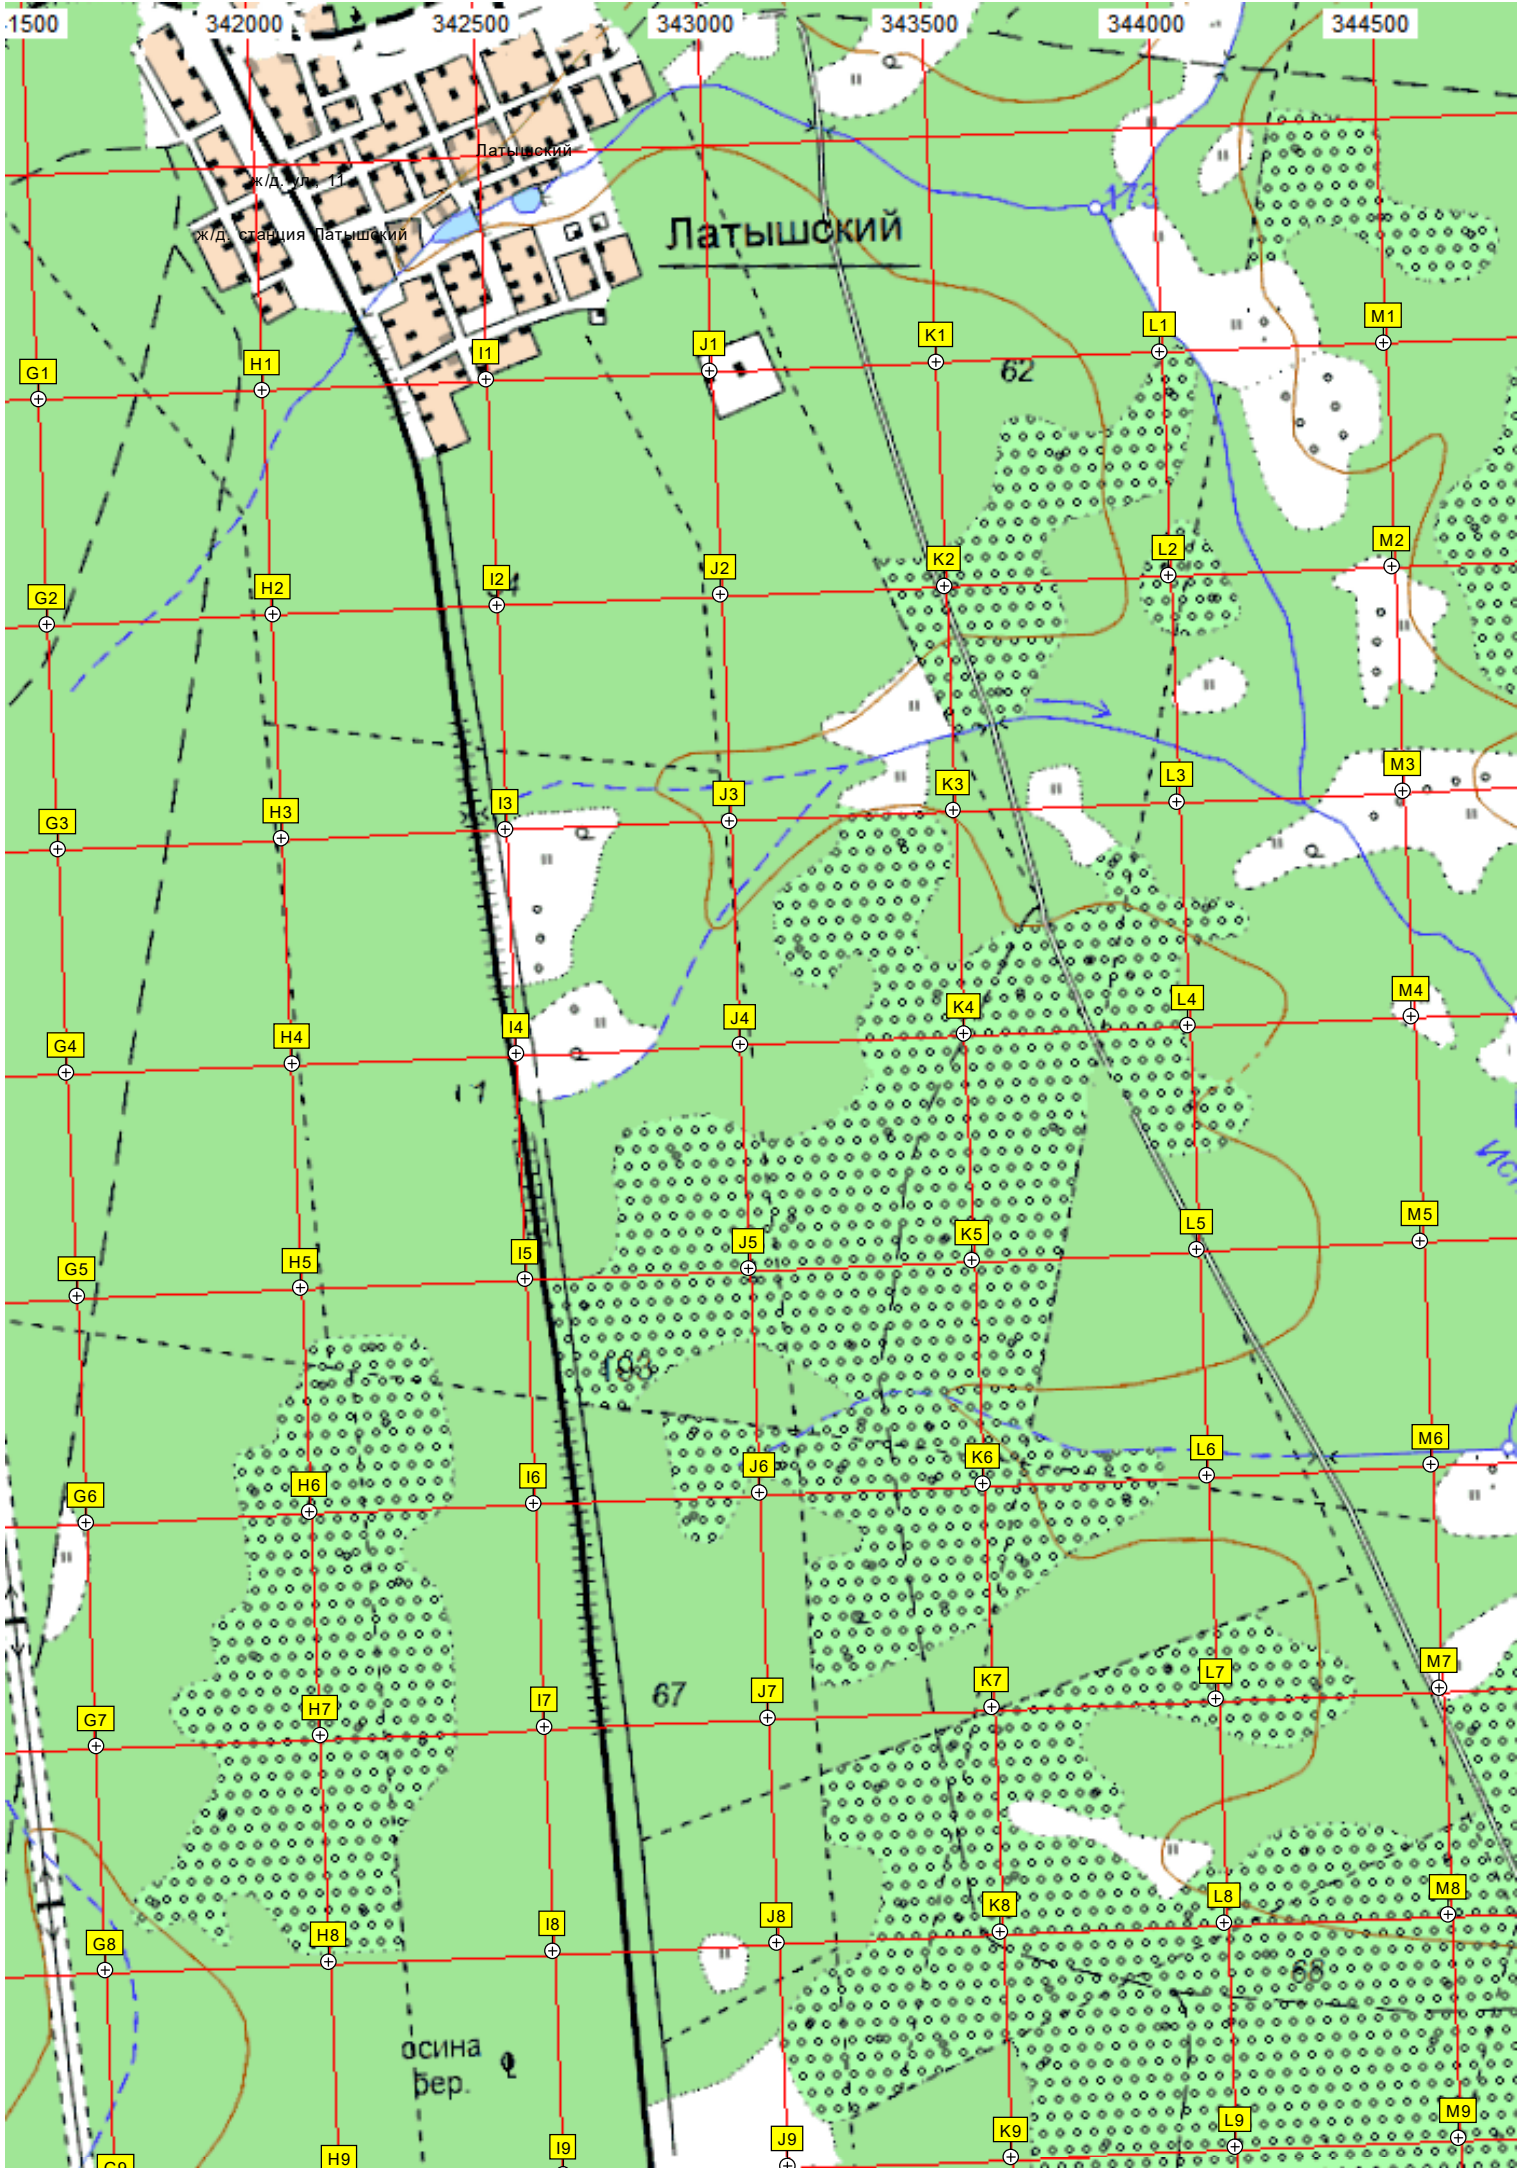 1500 342000 342500 343000 343500 344000 344500
Латышский
ж/д. станция Латышский
173
Латышский
62
G1 H1 I1 J1 K1 L1 M1
G2 H2 I2 J2 K2 L2 M2
G3 H3 I3 J3 K3 L3 M3
G4 H4 I4 J4 K4 L4 M4
G5 H5 I5 J5 K5 L5 M5
193
G6 H6 I6 J6 K6 L6 M6
67
G7 H7 I7 J7 K7 L7 M7
G8 H8 I8 J8 K8 L8 M8
осина
бер.
H9 I9 J9 K9 L9 M9